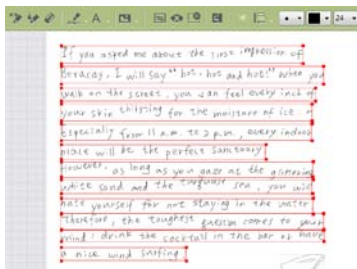 If you asked me about the first impression of
Boracay, I will say "hot, hot and hot!" When you
walk on the street, you can feel every inch of
your skin thirsting for the moisture of ice
especially from 11 a.m. to 2 p.m., every indoor
place will be the perfect sanctuary
However, as long as you gaze at the glittering
white sand and the turquoise sea, you will
hate yourself for not staying in the water
Therefore, the toughest question comes to your
mind: drink the cocktail in the bar or have
a nice wind surfing
24